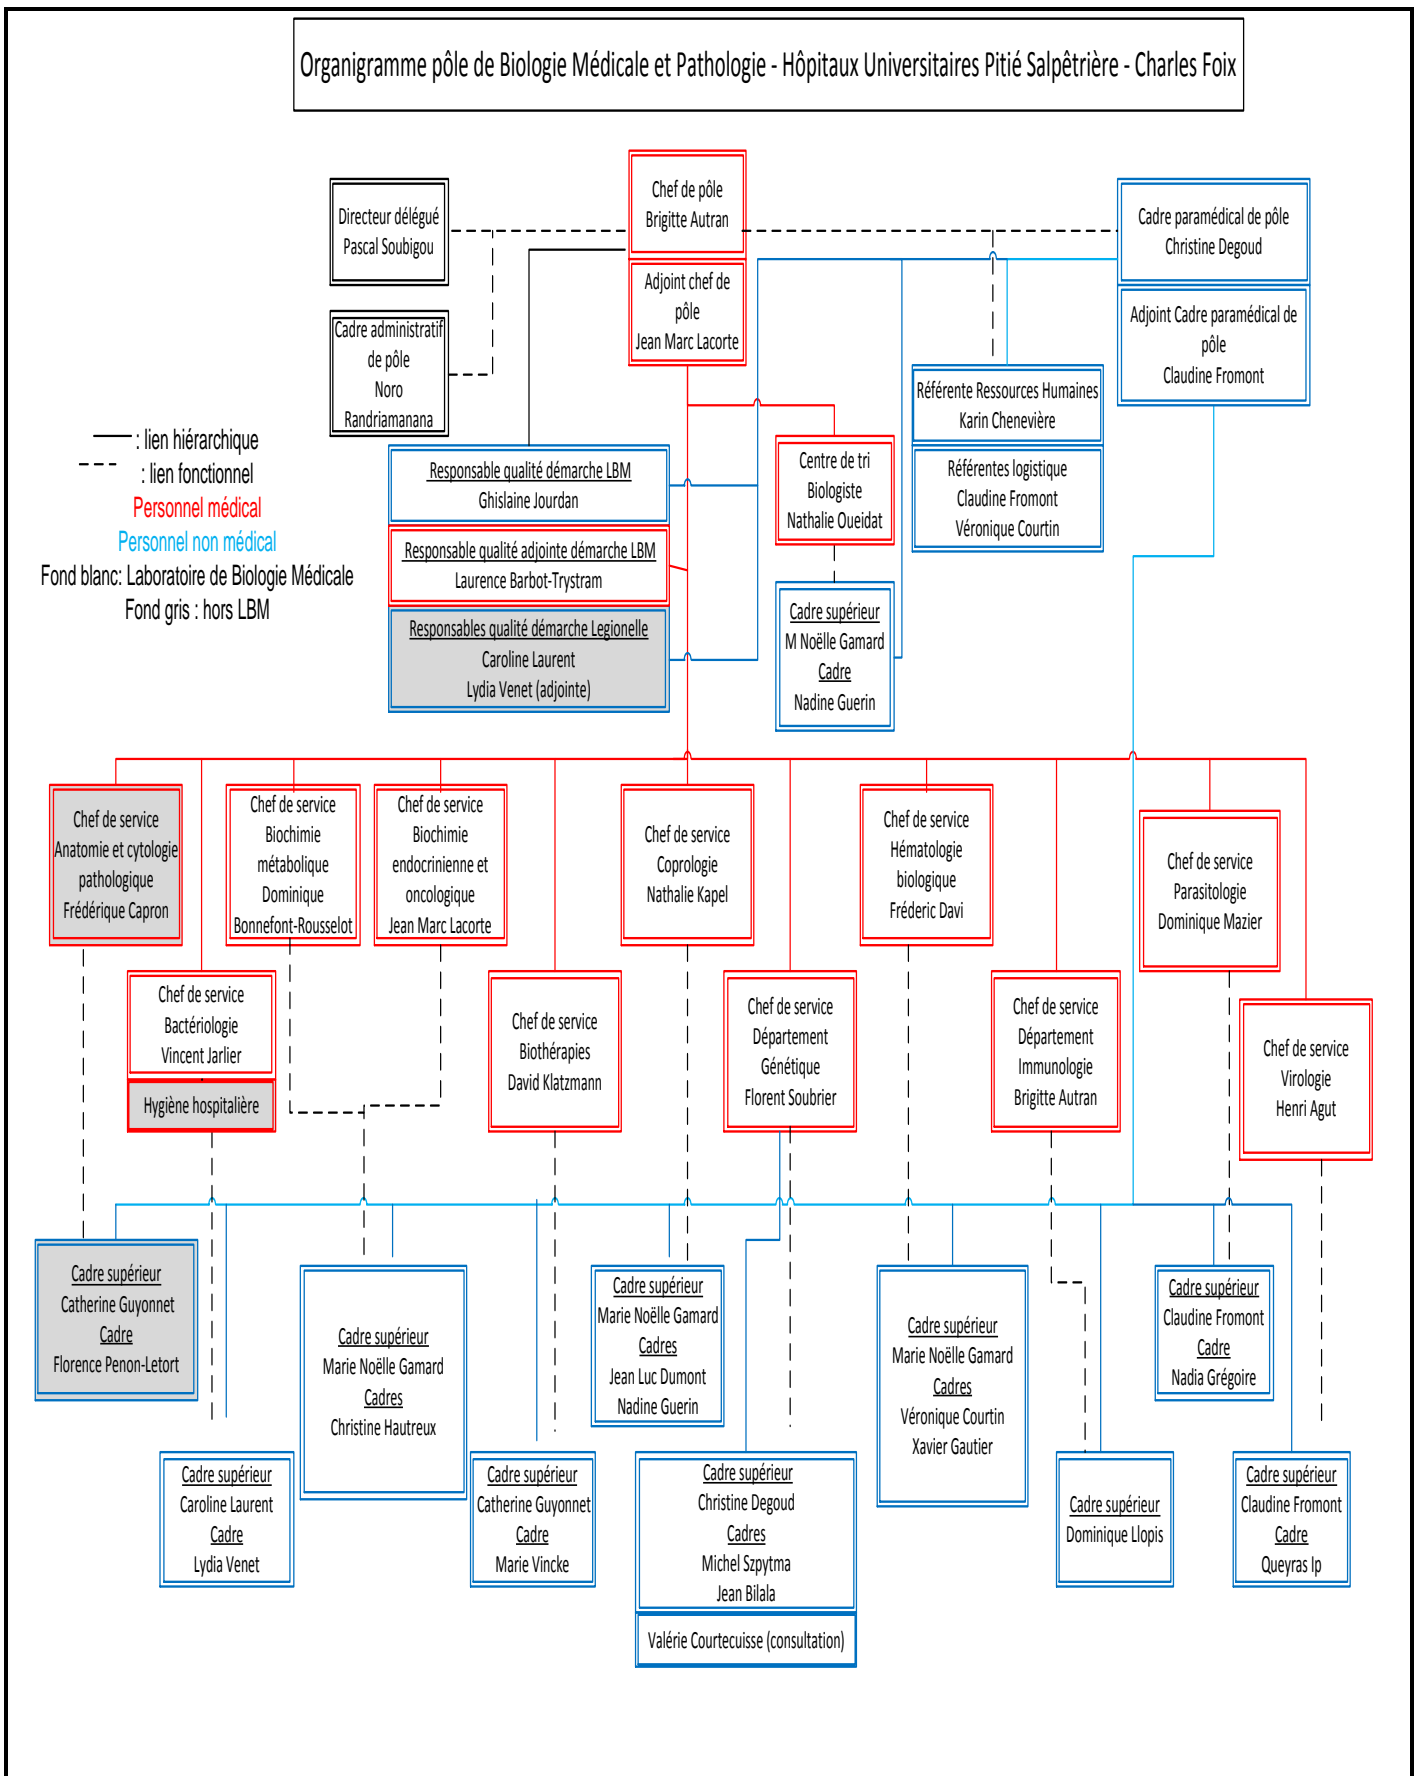 Organigramme pôle de Biologie Médicale et Pathologie - Hôpitaux Universitaires Pitié Salpêtrière - Charles Foix
Directeur délégué
Pascal Soubigou
Chef de pôle
Brigitte Autran
Cadre paramédical de pôle
Christine Degoud
Adjoint chef de
pôle
Jean Marc Lacorte
Adjoint Cadre paramédical de
pôle
Claudine Fromont
Cadre administratif
de pôle
Noro
Randriamanana
Référente Ressources Humaines
Karin Chenevière
Référentes logistique
Claudine Fromont
Véronique Courtin
: lien hiérarchique
: lien fonctionnel
Personnel médical
Personnel non médical
Fond blanc: Laboratoire de Biologie Médicale
Fond gris : hors LBM
Responsable qualité démarche LBM
Ghislaine Jourdan
Responsable qualité adjointe démarche LBM
Laurence Barbot-Trystram
Responsables qualité démarche Legionelle
Caroline Laurent
Lydia Venet (adjointe)
Centre de tri
Biologiste
Nathalie Oueidat
Cadre supérieur
M Noëlle Gamard
Cadre
Nadine Guerin
Chef de service
Anatomie et cytologie
pathologique
Frédérique Capron
Chef de service
Biochimie
métabolique
Dominique
Bonnefont-Rousselot
Chef de service
Biochimie
endocrinienne et
oncologique
Jean Marc Lacorte
Chef de service
Coprologie
Nathalie Kapel
Chef de service
Hématologie
biologique
Fréderic Davi
Chef de service
Parasitologie
Dominique Mazier
Chef de service
Bactériologie
Vincent Jarlier
Hygiène hospitalière
Chef de service
Biothérapies
David Klatzmann
Chef de service
Département
Génétique
Florent Soubrier
Chef de service
Département
Immunologie
Brigitte Autran
Chef de service
Virologie
Henri Agut
Cadre supérieur
Catherine Guyonnet
Cadre
Florence Penon-Letort
Cadre supérieur
Marie Noëlle Gamard
Cadres
Christine Hautreux
Cadre supérieur
Marie Noëlle Gamard
Cadres
Jean Luc Dumont
Nadine Guerin
Cadre supérieur
Marie Noëlle Gamard
Cadres
Véronique Courtin
Xavier Gautier
Cadre supérieur
Claudine Fromont
Cadre
Nadia Grégoire
Cadre supérieur
Caroline Laurent
Cadre
Lydia Venet
Cadre supérieur
Catherine Guyonnet
Cadre
Marie Vincke
Cadre supérieur
Christine Degoud
Cadres
Michel Szpytma
Jean Bilala
Valérie Courtecuisse (consultation)
Cadre supérieur
Dominique Llopis
Cadre supérieur
Claudine Fromont
Cadre
Queyras Ip